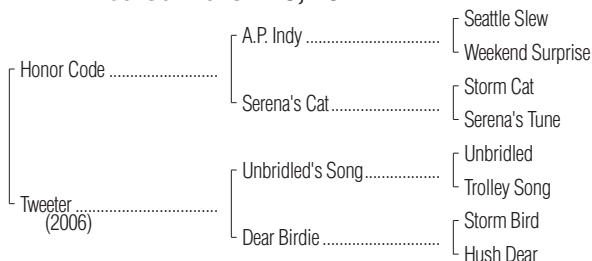 Seattle Slew
A.P. Indy
Weekend Surprise
Honor Code
Storm Cat
Serena's Cat
Serena's Tune
Unbridled
Unbridled's Song
Trolley Song
Tweeter
(2006)
Storm Bird
Dear Birdie
Hush Dear